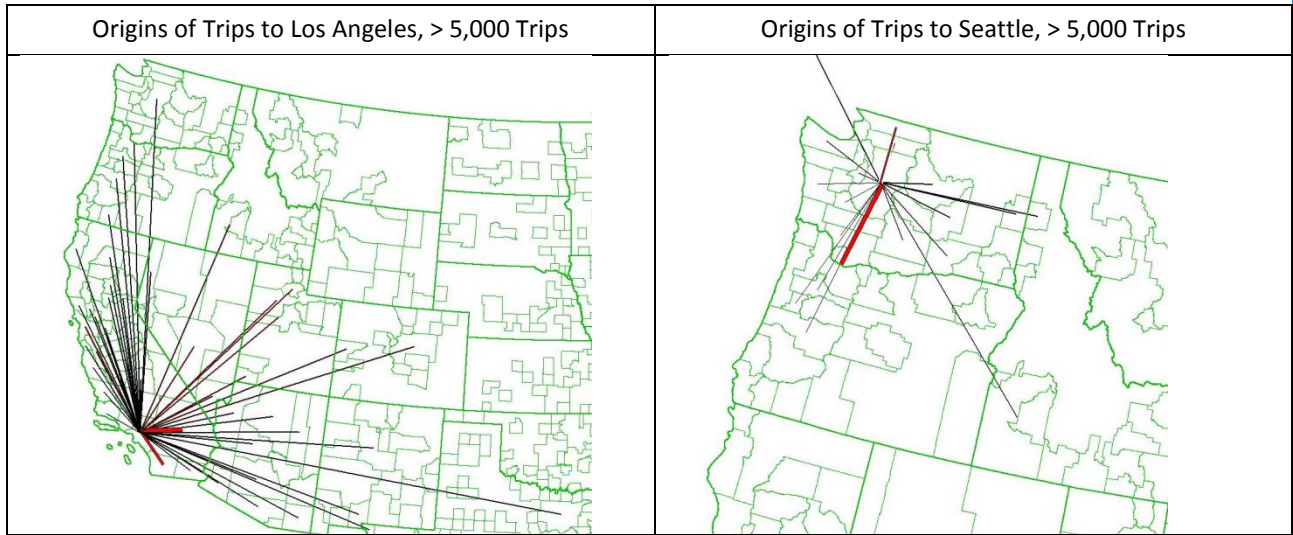 Origins of Trips to Los Angeles, > 5,000 Trips
Origins of Trips to Seattle, > 5,000 Trips